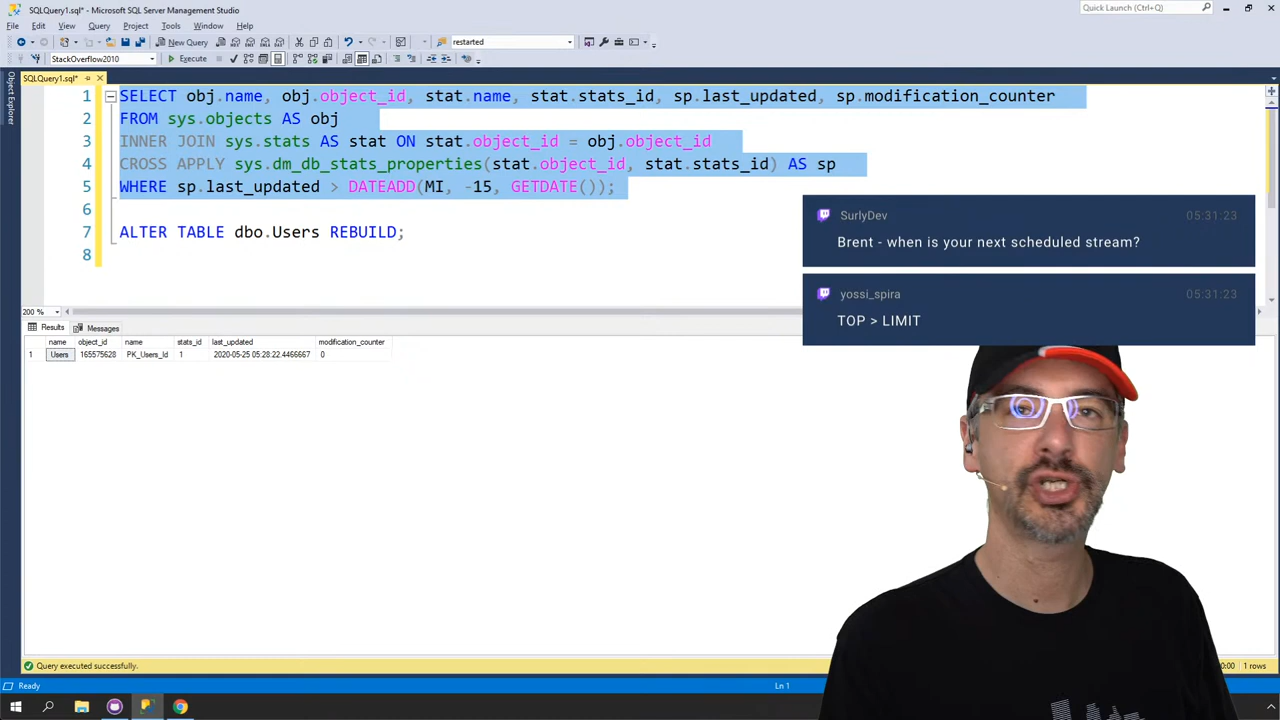 SQLQuery1.sql* - Microsoft SQL Server Management Studio
Quick Launch (Ctrl+Q)
File Edit View Query Project Tools Window Help
New Query
restarted
StackOverflow2010
Execute
SQLQuery1.sql*
Object Explorer
1 SELECT obj.name, obj.object_id, stat.name, stat.stats_id, sp.last_updated, sp.modification_counter
2 FROM sys.objects AS obj
3 INNER JOIN sys.stats AS stat ON stat.object_id = obj.object_id
4 CROSS APPLY sys.dm_db_stats_properties(stat.object_id, stat.stats_id) AS sp
5 WHERE sp.last_updated > DATEADD(MI, -15, GETDATE());
6
7 ALTER TABLE dbo.Users REBUILD;
8
SurlyDev 05:31:23
Brent - when is your next scheduled stream?
yossi_spira 05:31:23
TOP > LIMIT
200 %
Results Messages
name object_id name stats_id last_updated modification_counter
1 Users 165575628 PK_Users_Id 1 2020-05-25 05:28:22.4466667 0
Query executed successfully.
0:00 1 rows
Ready
Ln 1